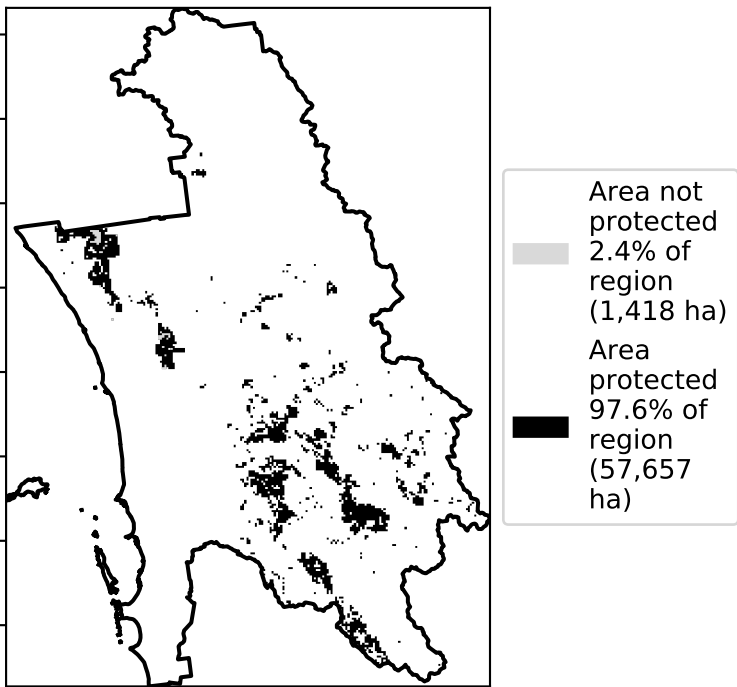 Area not
protected
2.4% of
region
(1,418 ha)
Area
protected
97.6% of
region
(57,657
ha)